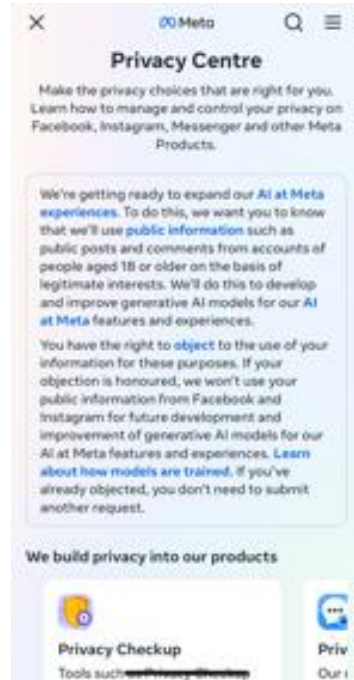 Meta
Privacy Centre
Make the privacy choices that are right for you.
Learn how to manage and control your privacy on
Facebook, Instagram, Messenger and other Meta
Products.
We're getting ready to expand our AI at Meta
experiences. To do this, we want you to know
that we'll use public information such as
public posts and comments from accounts of
people aged 18 or older on the basis of
legitimate interests. We'll do this to develop
and improve generative AI models for our AI
at Meta features and experiences.
You have the right to object to the use of your
information for these purposes. If your
objection is honoured, we won't use your
public information from Facebook and
Instagram for future development and
improvement of generative AI models for our
AI at Meta features and experiences. Learn
about how models are trained. If you've
already objected, you don't need to submit
another request.
We build privacy into our products
Privacy Checkup
Priv
Tools such
Our